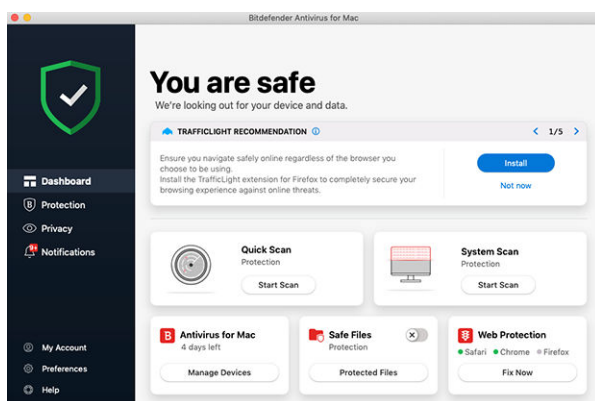 Bitdefender Antivirus for Mac
You are safe
We're looking out for your device and data.
TRAFFICLIGHT RECOMMENDATION
1/5
Ensure you navigate safely online regardless of the browser you
choose to be using.
Install the TrafficLight extension for Firefox to completely secure your
browsing experience against online threats.
Install
Not now
Dashboard
B Protection
Privacy
9+
Notifications
My Account
Preferences
Help
Quick Scan
Protection
Start Scan
System Scan
Protection
Start Scan
B Antivirus for Mac
4 days left
Manage Devices
Safe Files
Protection
Protected Files
Web Protection
Safari Chrome Firefox
Fix Now